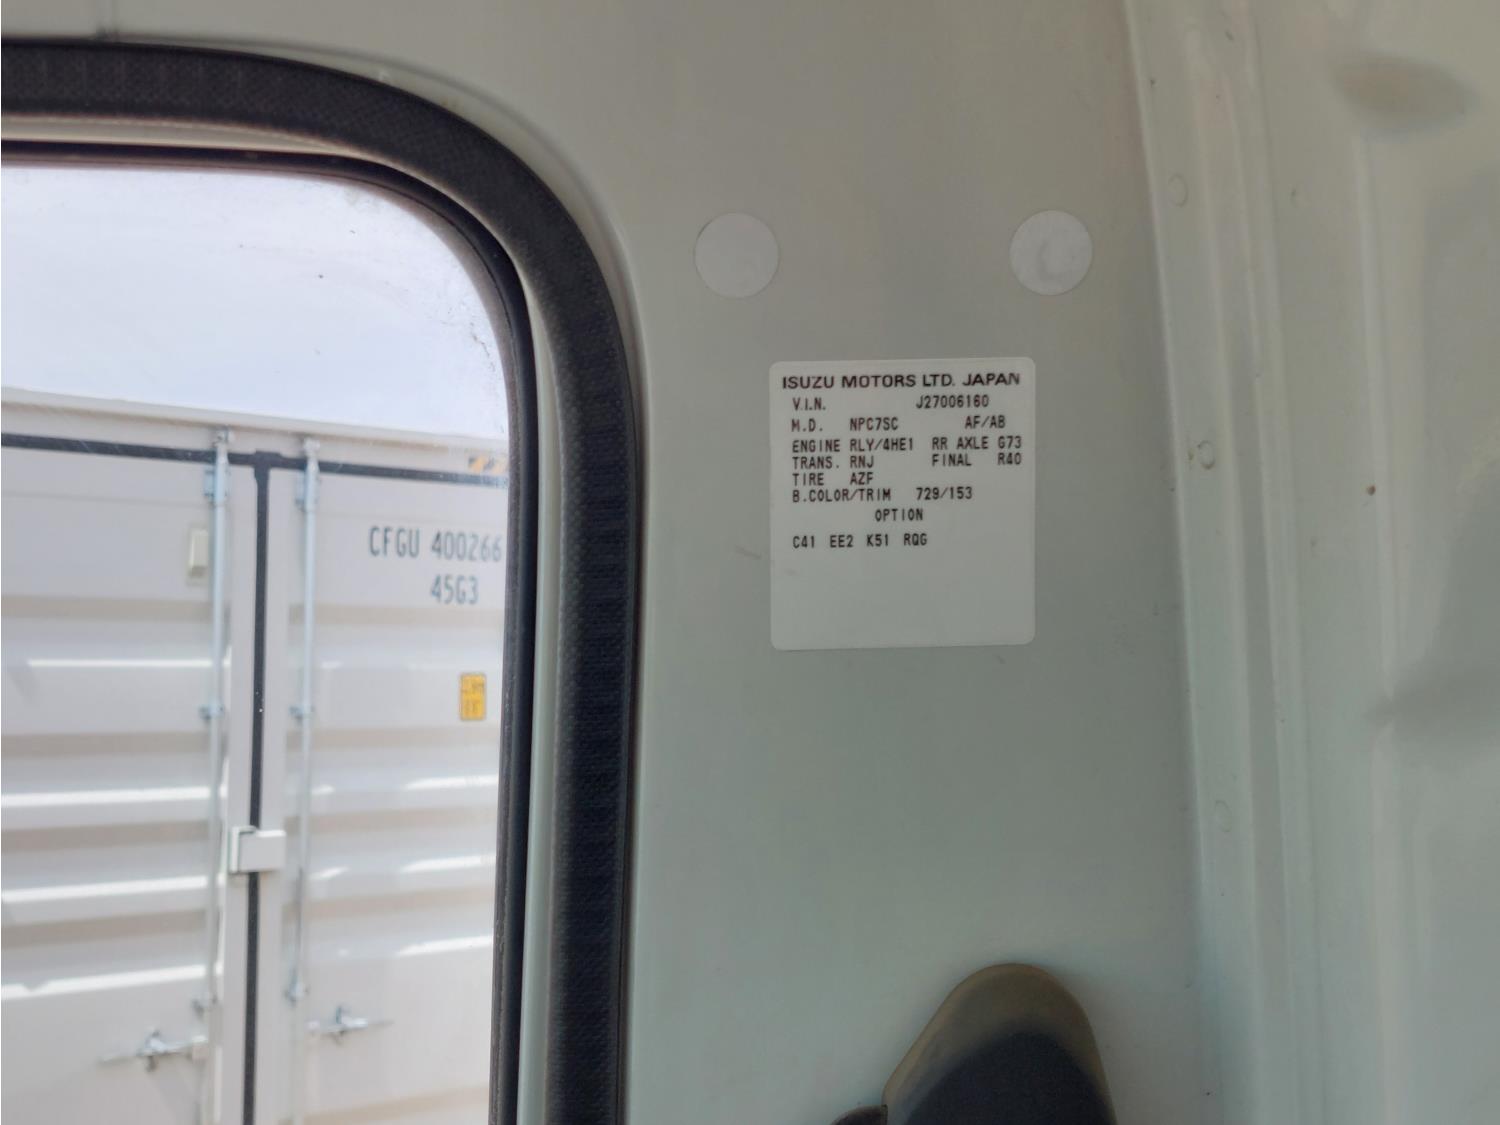 ISUZU MOTORS LTD. JAPAN
V.I.N. J27006160
M.D. NPC7SC AF/AB
ENGINE RLY/4HE1 RR AXLE G73
TRANS. RNJ FINAL R40
TIRE AZF
B.COLOR/TRIM 729/153
OPTION
C41 EE2 K51 RQG
CFGU 400266
45G3